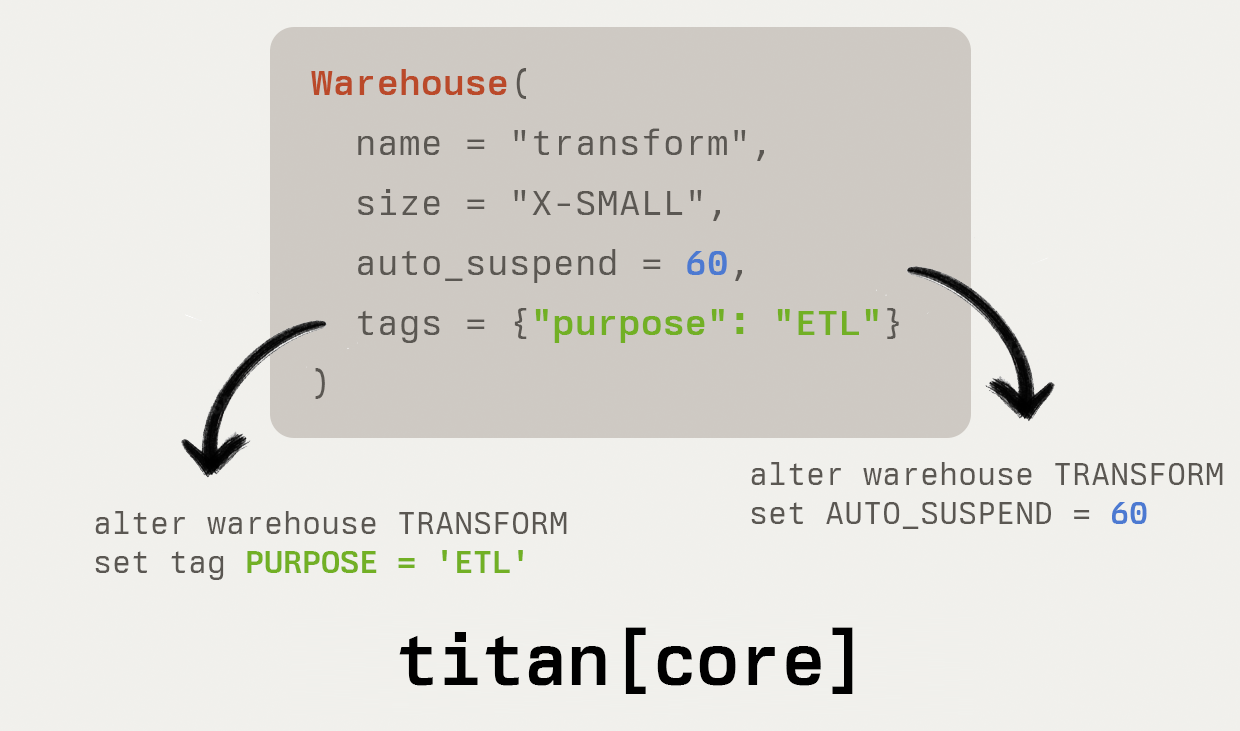 Warehouse(
  name = "transform",
  size = "X-SMALL",
  auto_suspend = 60,
  tags = {"purpose": "ETL"}
)
alter warehouse TRANSFORM
set tag PURPOSE = 'ETL'
alter warehouse TRANSFORM
set AUTO_SUSPEND = 60
titan[core]